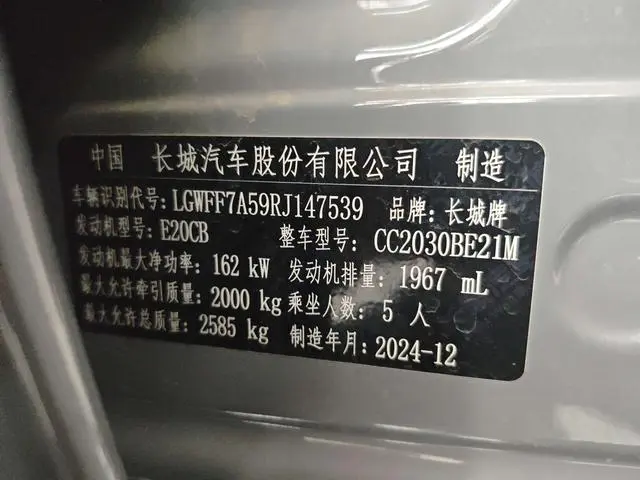 中国 长城汽车股份有限公司 制造
车辆识别代号: LGWFF7A59RJ147539 品牌: 长城牌
发动机型号: E20CB 整车型号: CC2030BE21M
发动机最大净功率: 162 kW 发动机排量: 1967 mL
最大允许牵引质量: 2000 kg 乘坐人数: 5 人
最大允许总质量: 2585 kg 制造年月: 2024-12